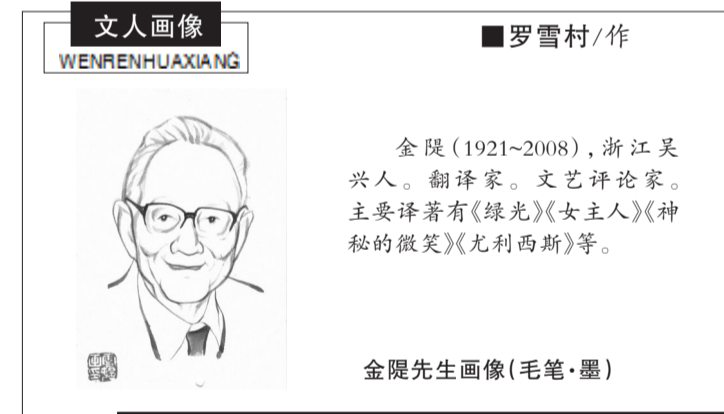 文人画像
WENRENHUAXIANG
■罗雪村/作
金隄(1921~2008),浙江吴
兴人。翻译家。文艺评论家。
主要译著有《绿光》《女主人》《神
秘的微笑》《尤利西斯》等。
金隄先生画像(毛笔·墨)